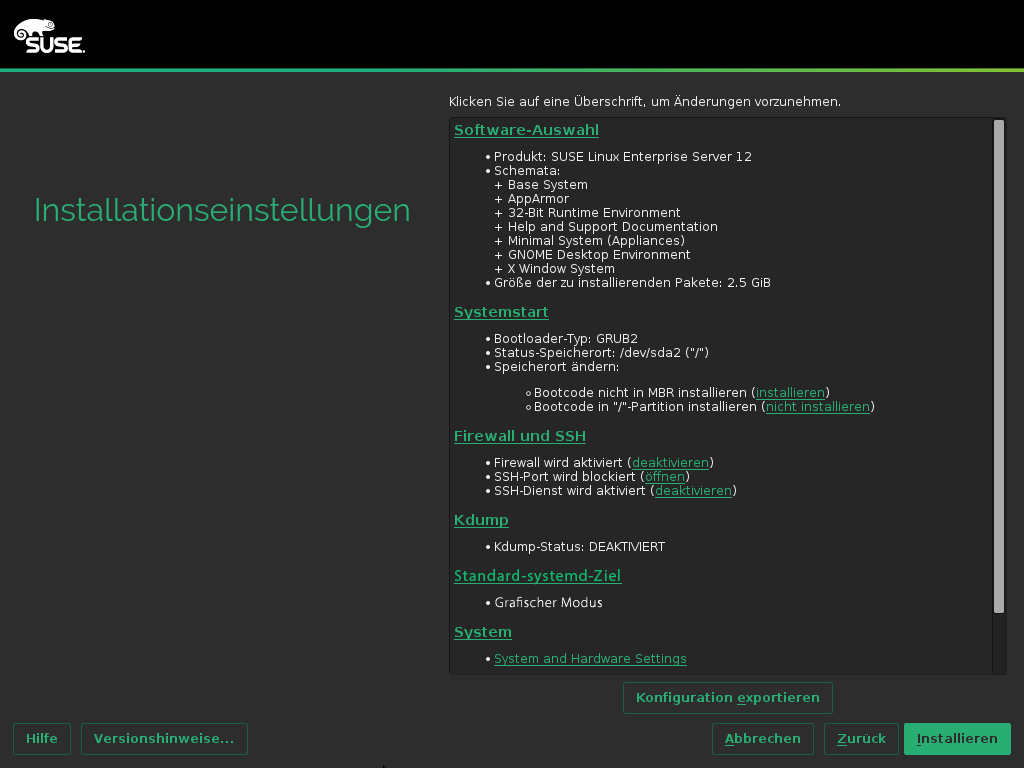 SUSE.
Klicken Sie auf eine Überschrift, um Änderungen vorzunehmen.
Installationseinstellungen
Software-Auswahl
• Produkt: SUSE Linux Enterprise Server 12
• Schemata:
+ Base System
+ AppArmor
+ 32-Bit Runtime Environment
+ Help and Support Documentation
+ Minimal System (Appliances)
+ GNOME Desktop Environment
+ X Window System
• Größe der zu installierenden Pakete: 2.5 GiB
Systemstart
• Bootloader-Typ: GRUB2
• Status-Speicherort: /dev/sda2 ("/")
• Speicherort ändern:
◦ Bootcode nicht in MBR installieren (installieren)
◦ Bootcode in "/"-Partition installieren (nicht installieren)
Firewall und SSH
• Firewall wird aktiviert (deaktivieren)
• SSH-Port wird blockiert (öffnen)
• SSH-Dienst wird aktiviert (deaktivieren)
Kdump
• Kdump-Status: DEAKTIVIERT
Standard-systemd-Ziel
• Grafischer Modus
System
• System and Hardware Settings
Konfiguration exportieren
Hilfe Versionshinweise... Abbrechen Zurück Installieren